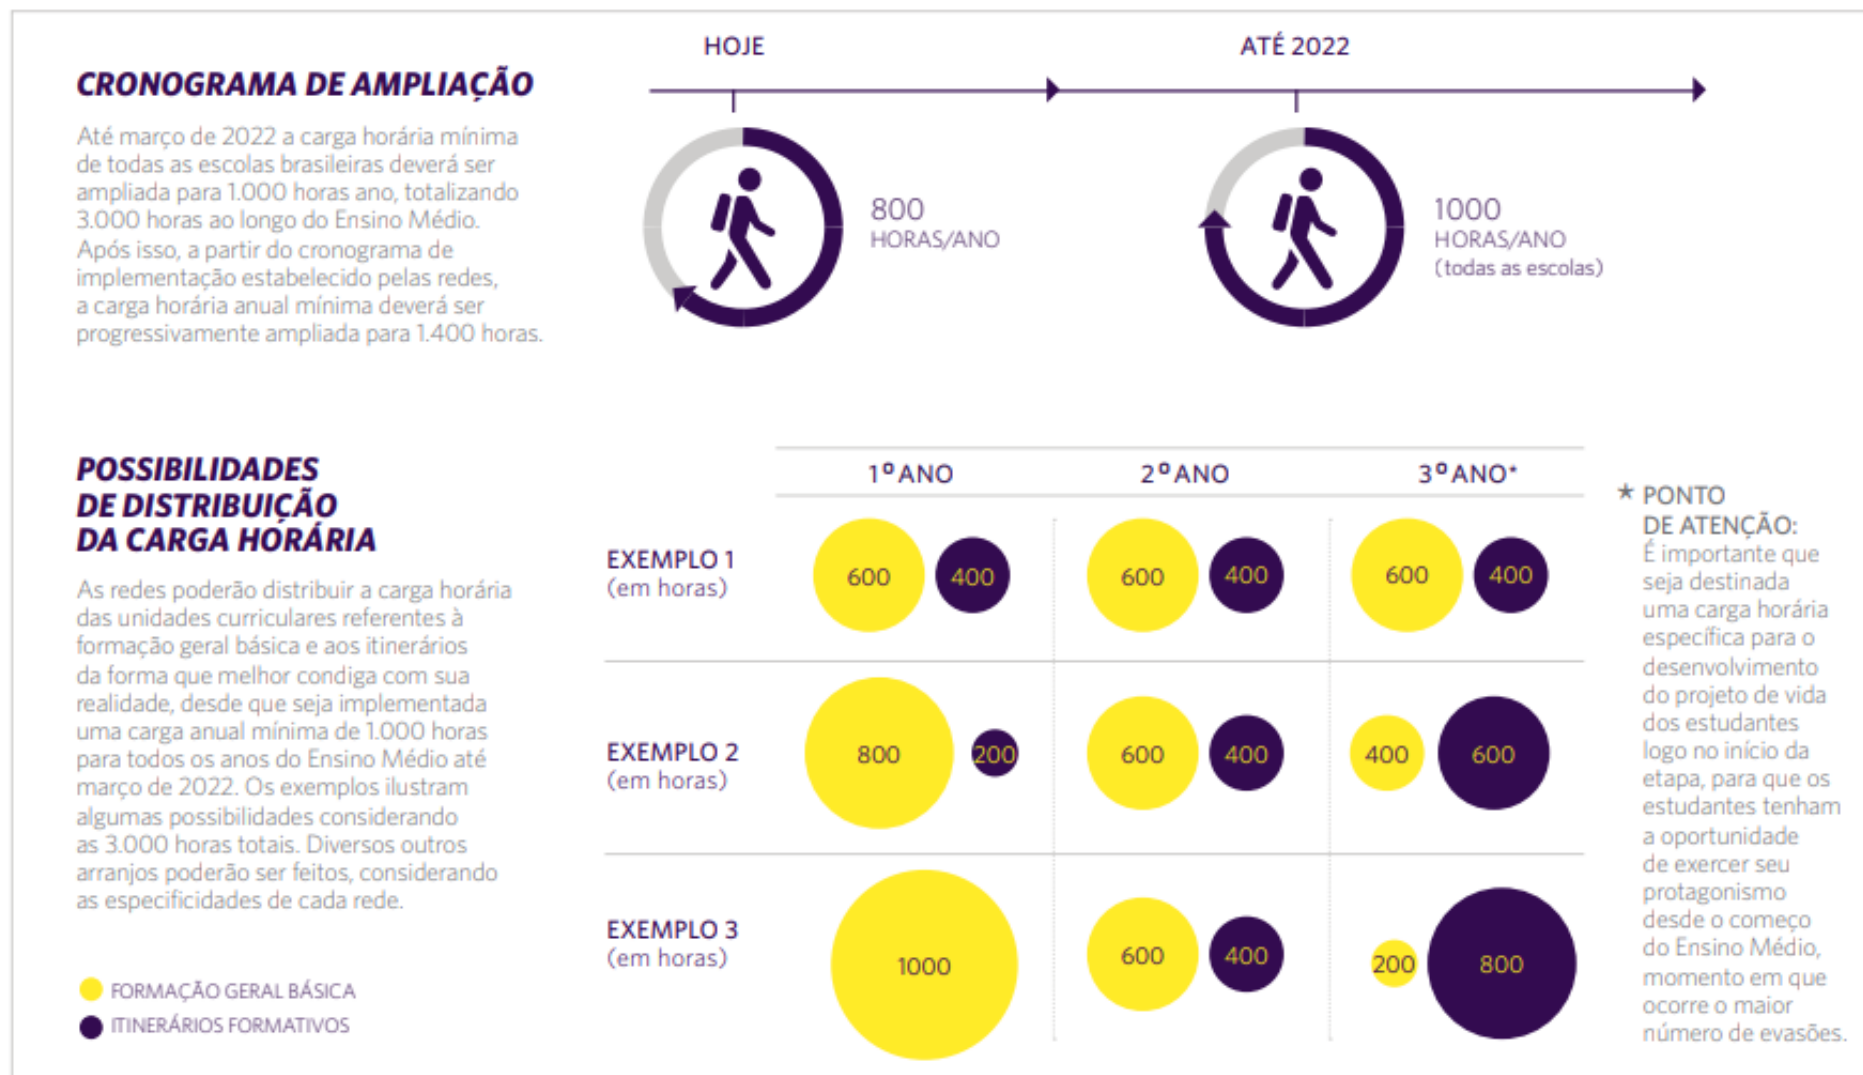 HOJE
ATÉ 2022
CRONOGRAMA DE AMPLIAÇÃO
Até março de 2022 a carga horária mínima
de todas as escolas brasileiras deverá ser
ampliada para 1.000 horas ano, totalizando
3.000 horas ao longo do Ensino Médio.
Após isso, a partir do cronograma de
implementação estabelecido pelas redes,
a carga horária anual mínima deverá ser
progressivamente ampliada para 1.400 horas.
800
HORAS/ANO
1000
HORAS/ANO
(todas as escolas)
POSSIBILIDADES
DE DISTRIBUIÇÃO
DA CARGA HORÁRIA
As redes poderão distribuir a carga horária
das unidades curriculares referentes à
formação geral básica e aos itinerários
da forma que melhor condiga com sua
realidade, desde que seja implementada
uma carga anual mínima de 1.000 horas
para todos os anos do Ensino Médio até
março de 2022. Os exemplos ilustram
algumas possibilidades considerando
as 3.000 horas totais. Diversos outros
arranjos poderão ser feitos, considerando
as especificidades de cada rede.
FORMAÇÃO GERAL BÁSICA
ITINERÁRIOS FORMATIVOS
1º ANO 2º ANO 3º ANO*
EXEMPLO 1
(em horas)
600 400 600 400 600 400
EXEMPLO 2
(em horas)
800 200 600 400 400 600
EXEMPLO 3
(em horas)
1000 600 400 200 800
* PONTO
DE ATENÇÃO:
É importante que
seja destinada
uma carga horária
específica para o
desenvolvimento
do projeto de vida
dos estudantes
logo no início da
etapa, para que os
estudantes tenham
a oportunidade
de exercer seu
protagonismo
desde o começo
do Ensino Médio,
momento em que
ocorre o maior
número de evasões.